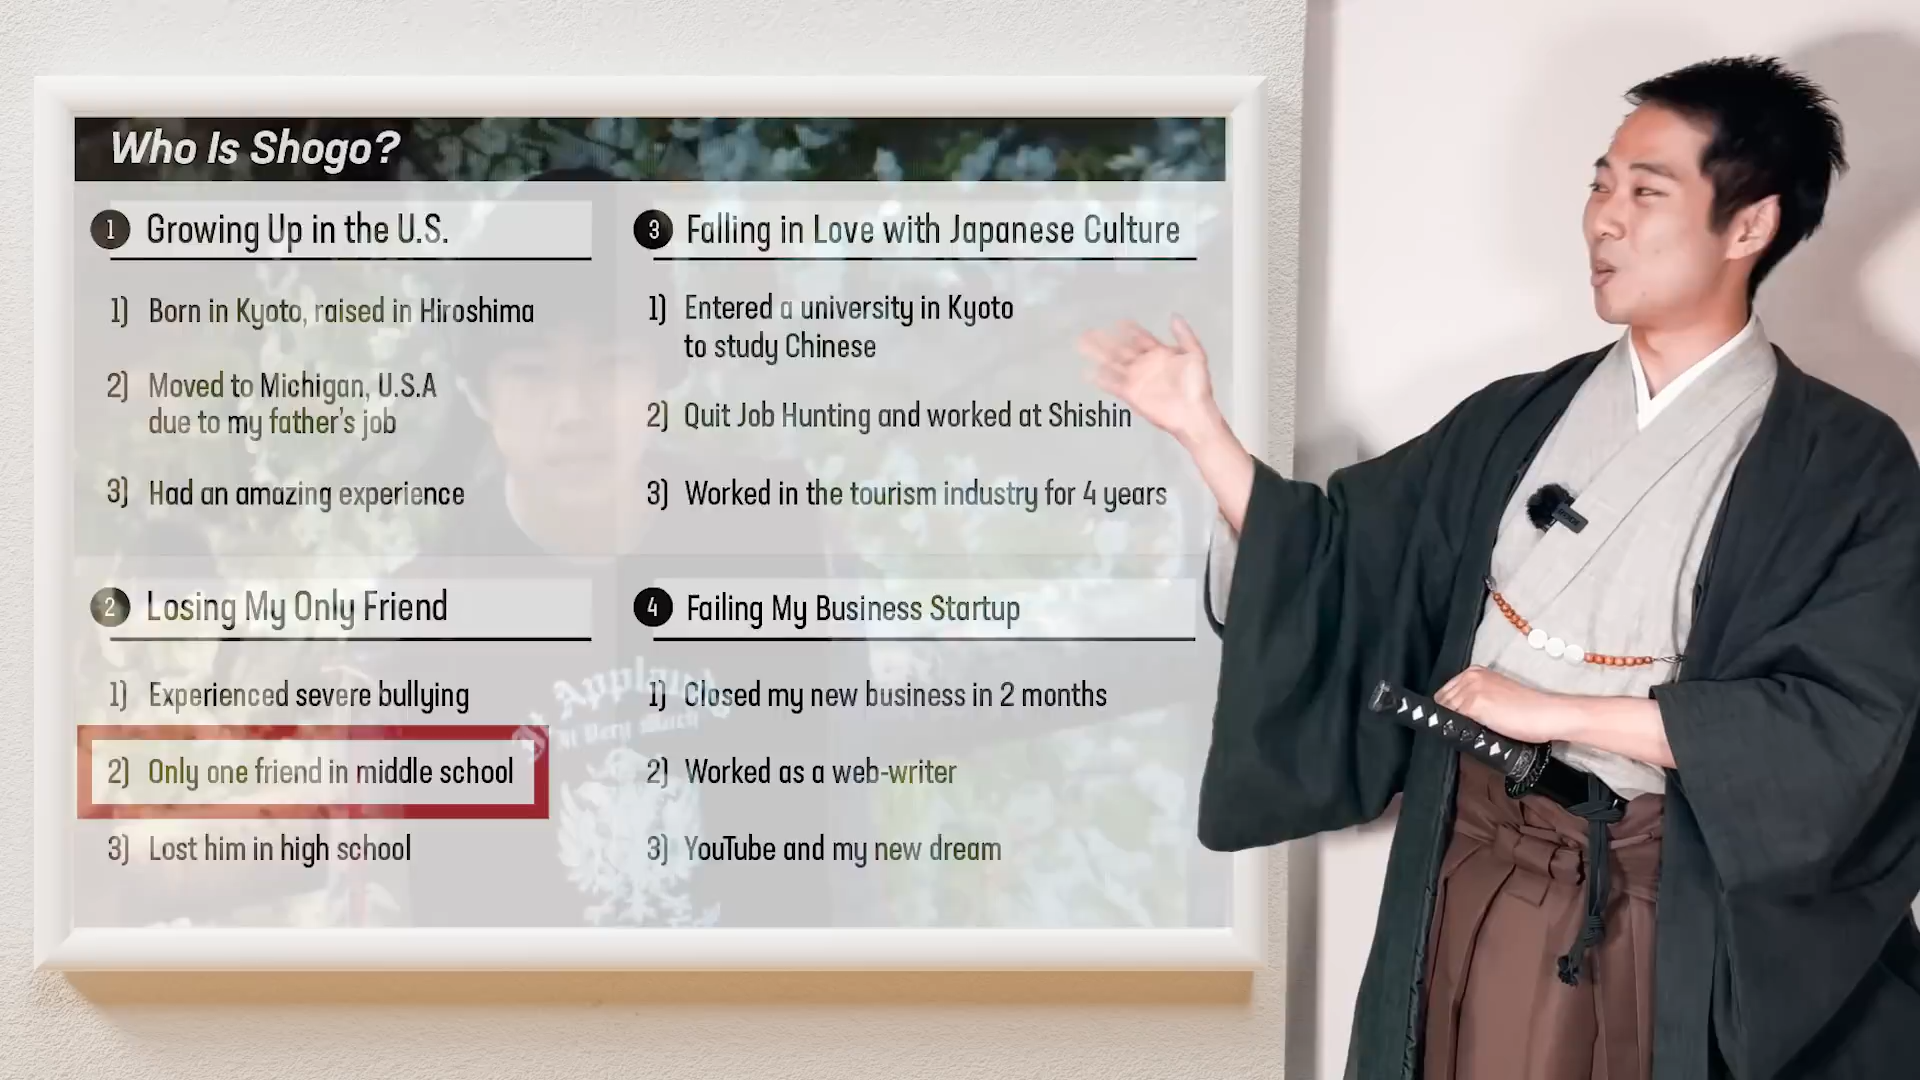 Who Is Shogo?
1 Growing Up in the U.S.
1) Born in Kyoto, raised in Hiroshima
2) Moved to Michigan, U.S.A
due to my father's job
3) Had an amazing experience
2 Losing My Only Friend
1) Experienced severe bullying
2) Only one friend in middle school
3) Lost him in high school
3 Falling in Love with Japanese Culture
1) Entered a university in Kyoto
to study Chinese
2) Quit Job Hunting and worked at Shishin
3) Worked in the tourism industry for 4 years
4 Failing My Business Startup
1) Closed my new business in 2 months
2) Worked as a web-writer
3) YouTube and my new dream